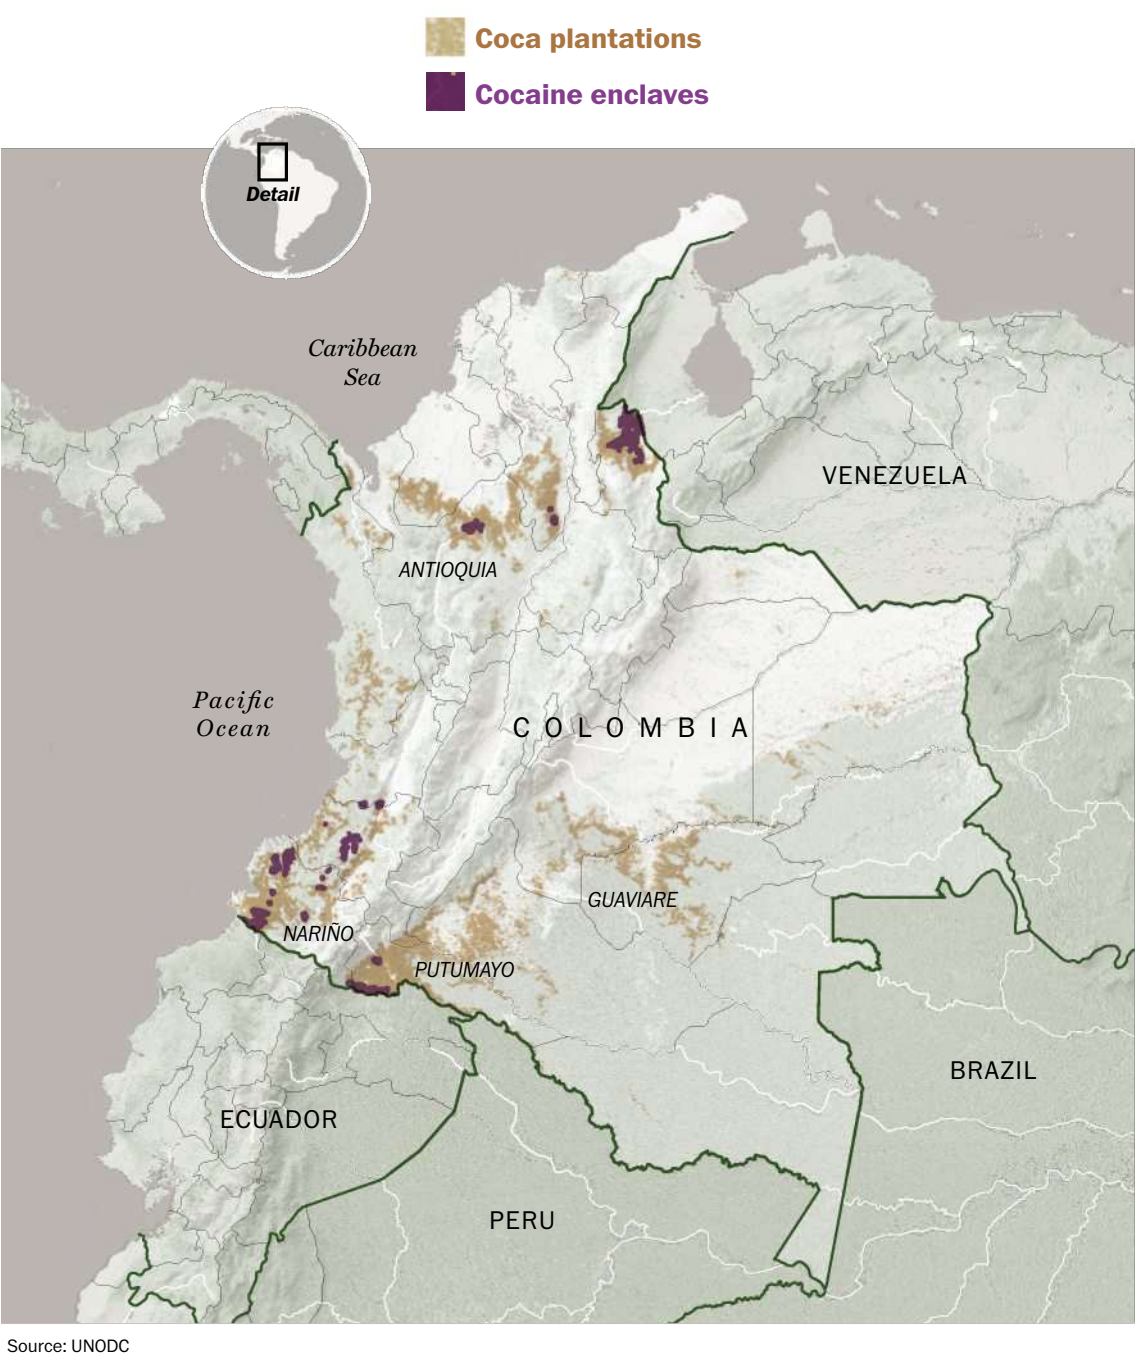 Coca plantations
Cocaine enclaves
Detail
Caribbean
Sea
VENEZUELA
ANTIOQUIA
Pacific
Ocean
COLOMBIA
GUAVIARE
NARIÑO
PUTUMAYO
BRAZIL
ECUADOR
PERU
Source: UNODC